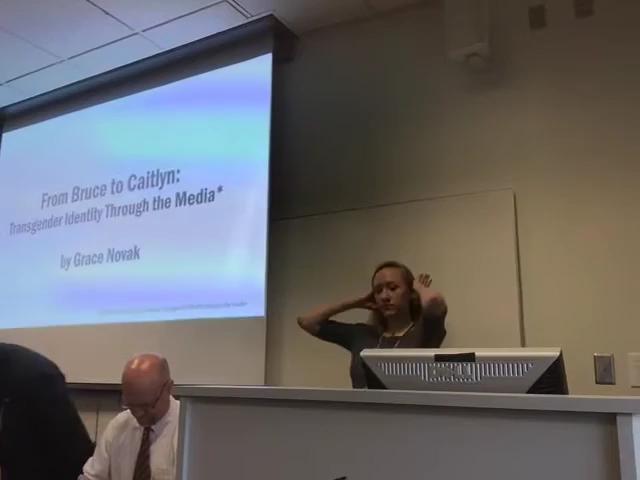 From Bruce to Caitlyn:
Transgender Identity Through the Media*
by Grace Novak